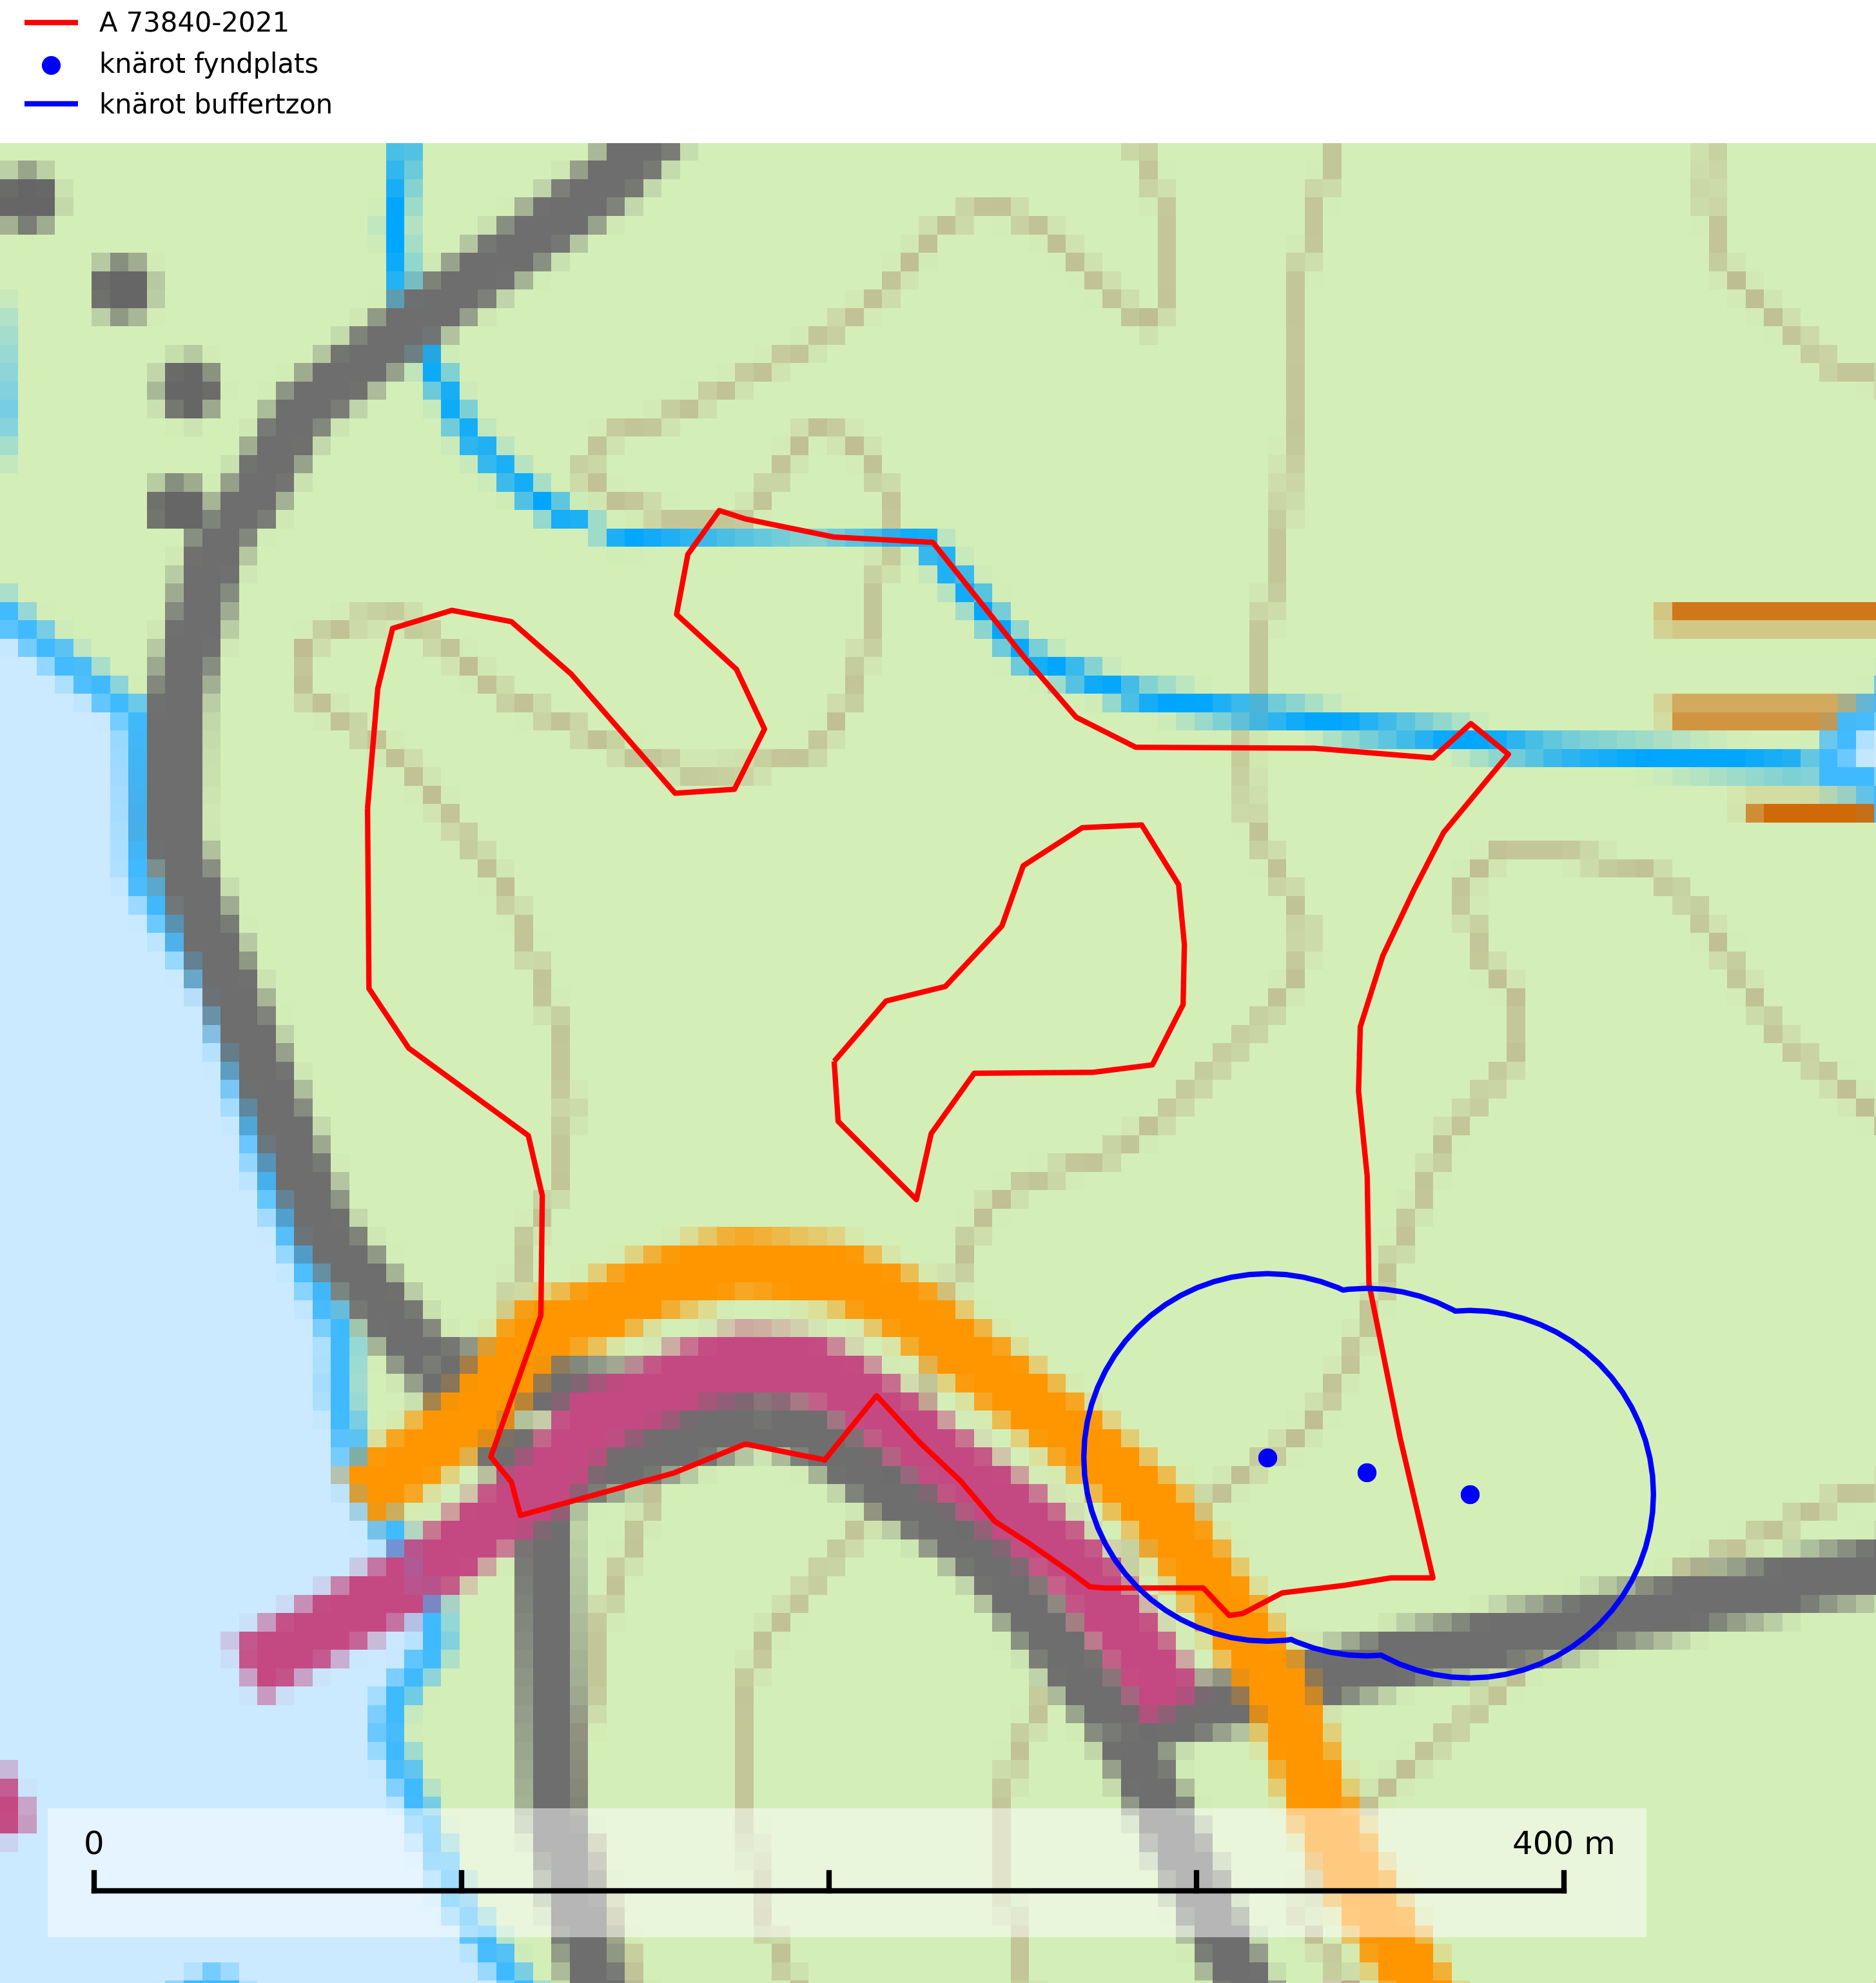 A 73840-2021
knärot fyndplats
knärot buffertzon
0 400 m